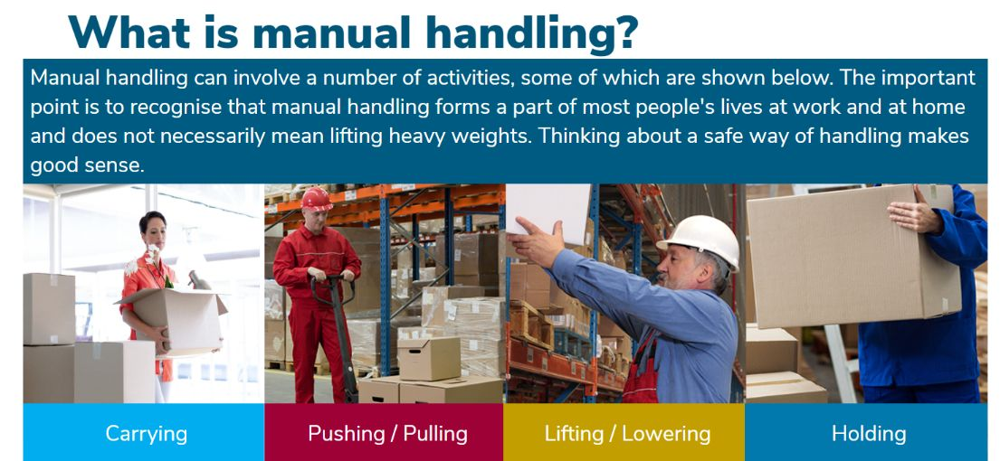 What is manual handling?
Manual handling can involve a number of activities, some of which are shown below. The important
point is to recognise that manual handling forms a part of most people's lives at work and at home
and does not necessarily mean lifting heavy weights. Thinking about a safe way of handling makes
good sense.
Carrying
Pushing / Pulling
Lifting / Lowering
Holding